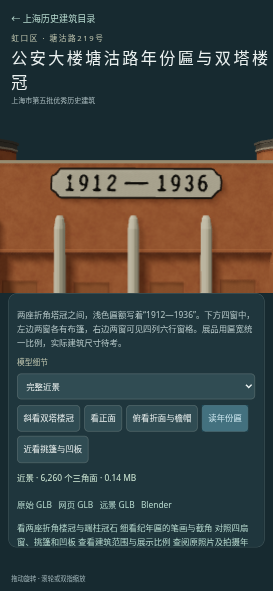 ← 上海历史建筑目录
虹口区 · 塘沽路219号
公安大楼塘沽路年份匾与双塔楼
冠
上海市第五批优秀历史建筑
1912 — 1936
两座折角塔冠之间，浅色匾额写着“1912—1936”。下方四窗中，
左边两窗各有布篷，右边两窗可见四列六行窗格。展品用匾宽统
一比例，实际建筑尺寸待考。
模型细节
完整近景
斜看双塔楼冠 看正面 俯看折面与檐帽 读年份匾
近看挑篷与凹板
近景 · 6,260 个三角面 · 0.14 MB
原始 GLB 网页 GLB 远景 GLB Blender
看两座折角楼冠与端柱冠石 细看纪年匾的笔画与截角 对照四扇
窗、挑篷和凹板 查看建筑范围与展示比例 查阅原照片及拍摄年
拖动旋转 · 滚轮或双指缩放